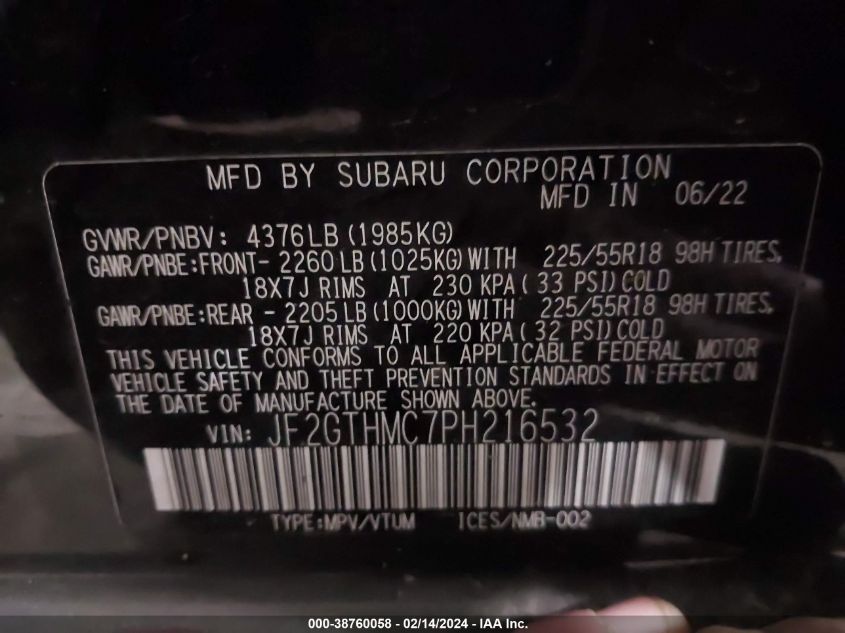 MFD BY SUBARU CORPORATION
MFD IN 06/22
GVWR/PNBV: 4376LB (1985KG)
GAWR/PNBE:FRONT- 2260 LB (1025KG) WITH 225/55R18 98H TIRES,
18X7J RIMS AT 230 KPA ( 33 PSI) COLD
GAWR/PNBE:REAR - 2205 LB (1000KG) WITH 225/55R18 98H TIRES,
18X7J RIMS AT 220 KPA ( 32 PSI) COLD
THIS VEHICLE CONFORMS TO ALL APPLICABLE FEDERAL MOTOR
VEHICLE SAFETY AND THEFT PREVENTION STANDARDS IN EFFECT ON
THE DATE OF MANUFACTURE SHOWN ABOVE.
VIN: JF2GTHMC7PH216532
TYPE:MPV/VTUM ICES/NMB-002
000-38760058 - 02/14/2024 - IAA Inc.